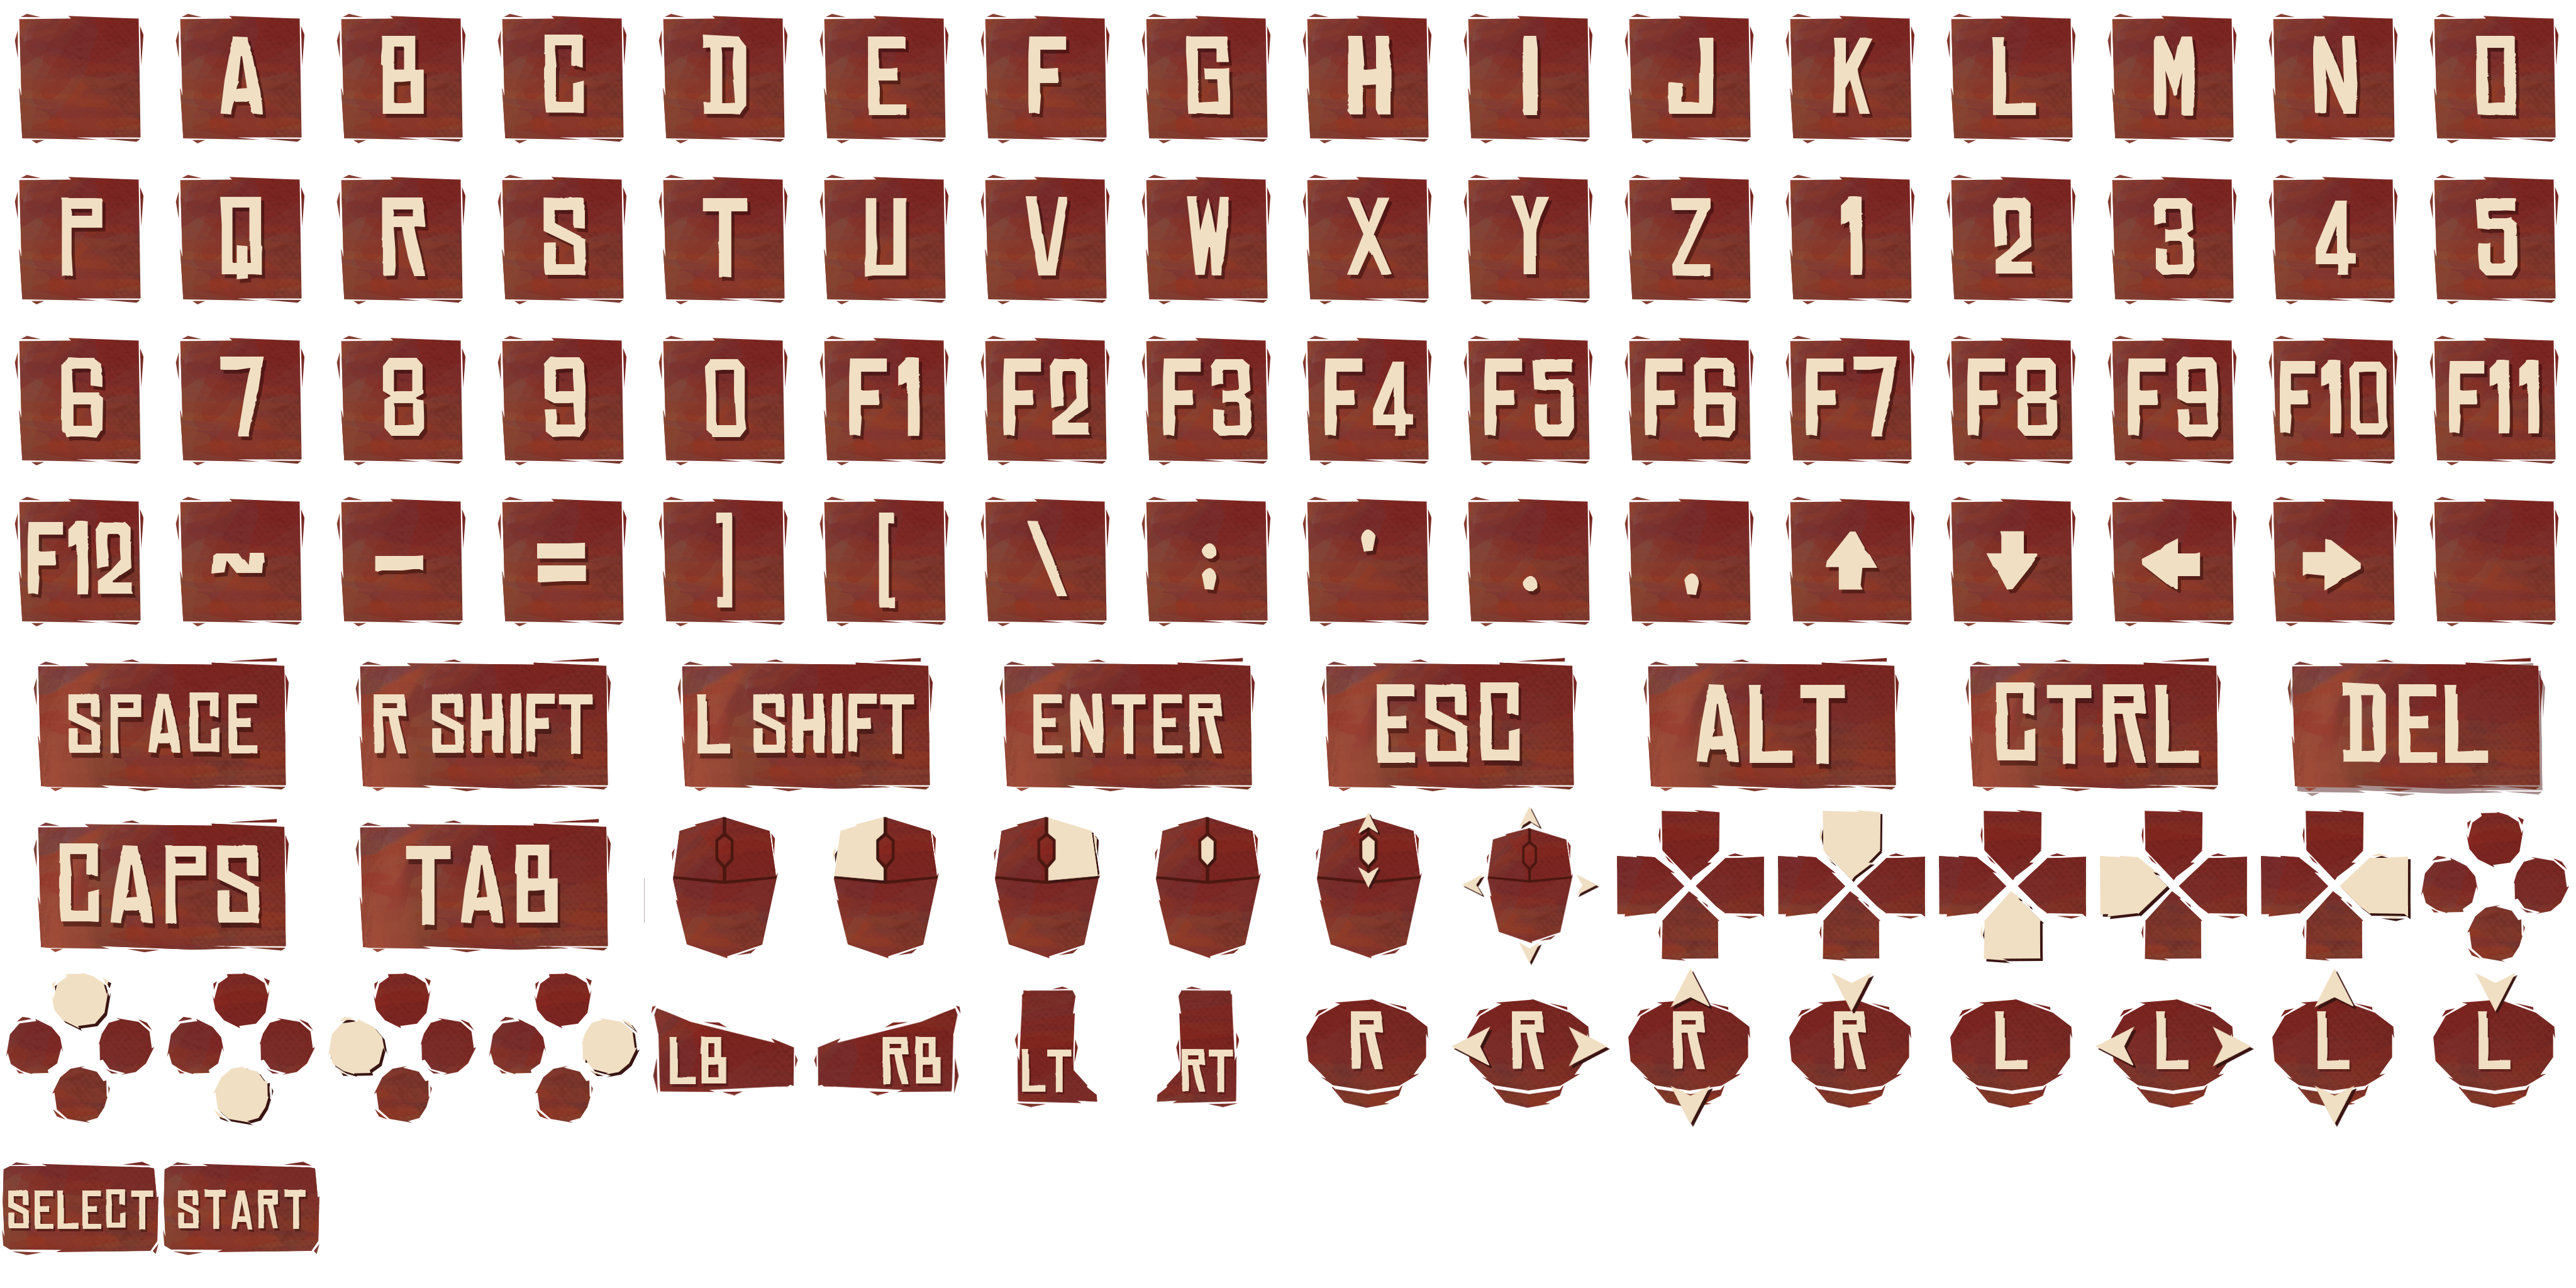 A B C D E F G H I J K L M N O
P Q R S T U V W X Y Z 1 2 3 4 5
6 7 8 9 0 F1 F2 F3 F4 F5 F6 F7 F8 F9 F10 F11
F12 ~ - = ] [ \ : ' . ,
SPACE R SHIFT L SHIFT ENTER ESC ALT CTRL DEL
CAPS TAB
LB RB LT RT R R R R L L L L
SELECT START